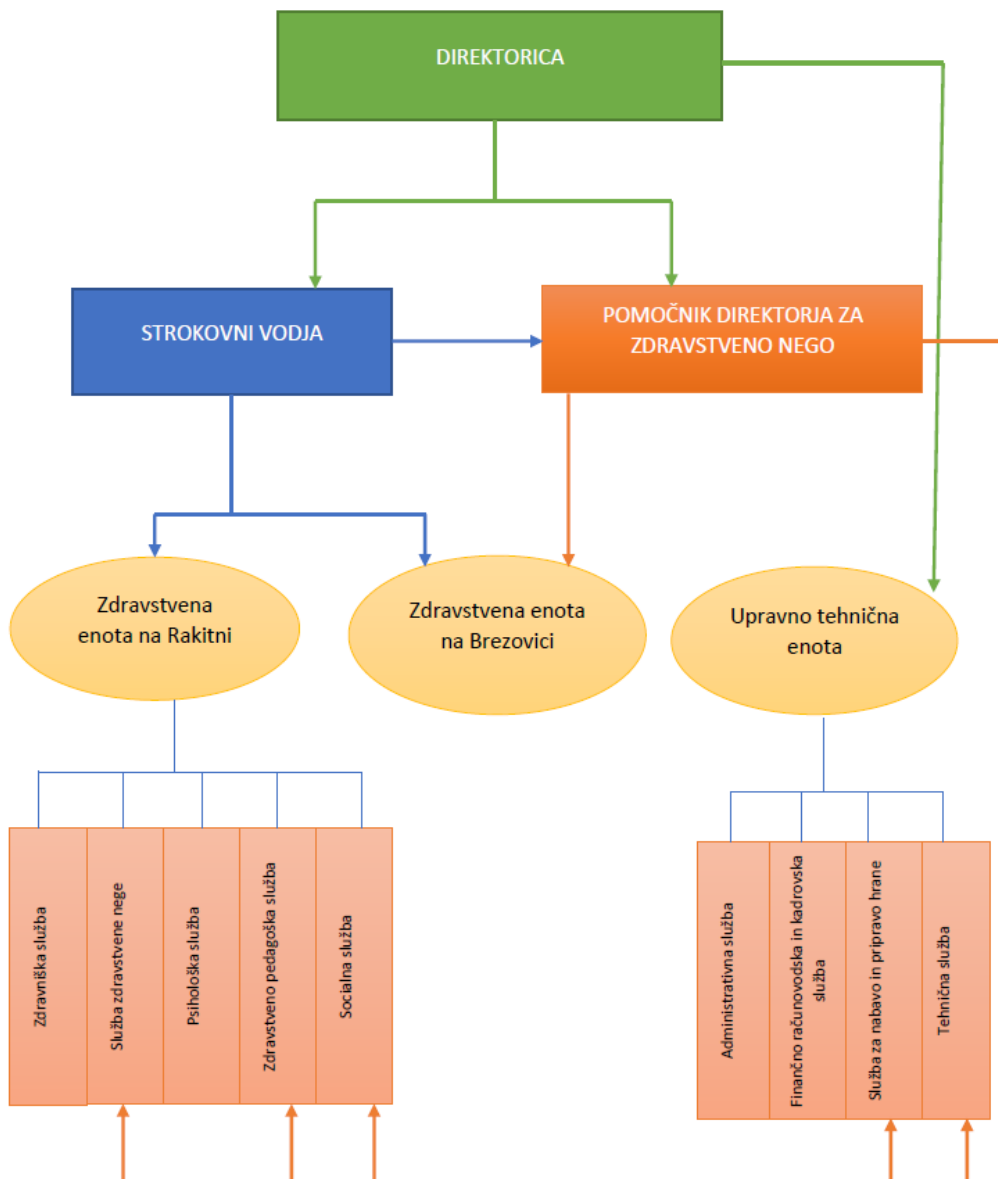 DIREKTORICA
STROKOVNI VODJA
POMOČNIK DIREKTORJA ZA
ZDRAVSTVENO NEGO
Zdravstvena
enota na Rakitni
Zdravstvena enota
na Brezovici
Upravno tehnična
enota
Zdravniška služba
Služba zdravstvene nege
Psihološka služba
Zdravstveno pedagoška služba
Socialna služba
Administrativna služba
Finančno računovodska in kadrovska
služba
Služba za nabavo in pripravo hrane
Tehnična služba